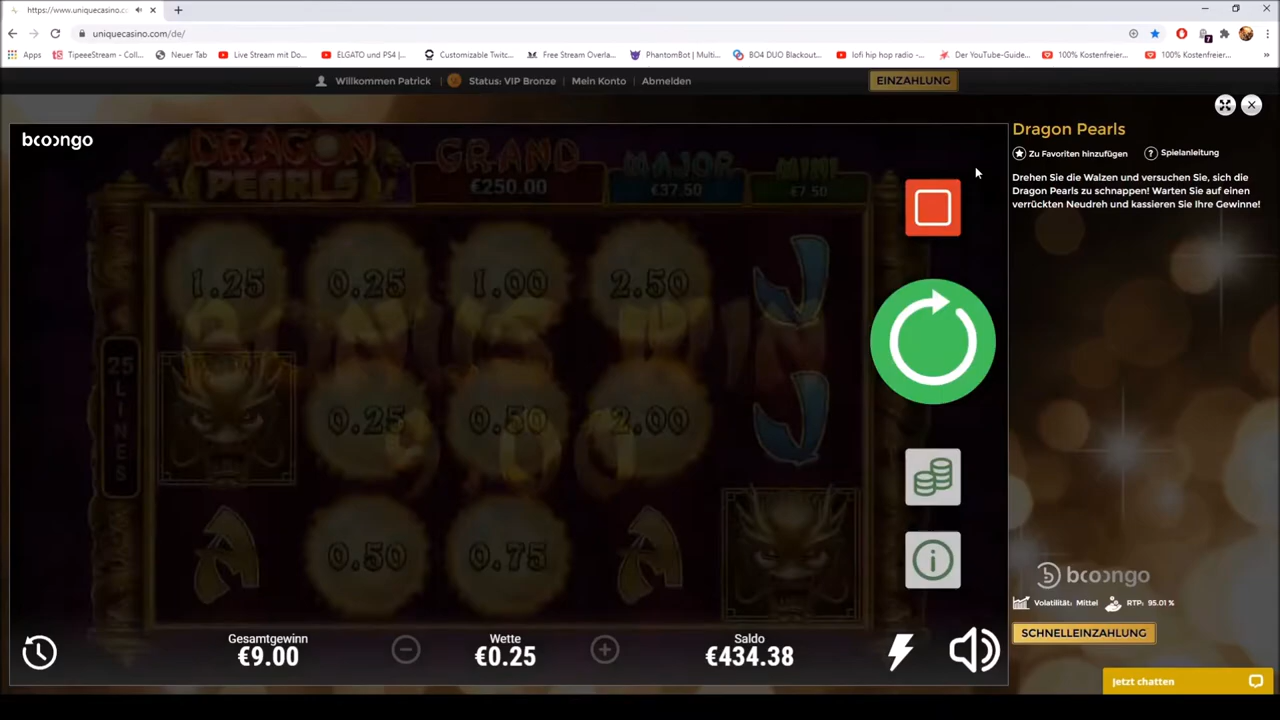 https://www.uniquecasino.cc
uniquecasino.com/de/
Apps
TipeeeStream - Coll...
Neuer Tab
Live Stream mit Do...
ELGATO und PS4 |...
Customizable Twitc...
Free Stream Overla...
PhantomBot | Multi...
BO4 DUO Blackout...
lofi hip hop radio -...
Der YouTube-Guide...
100% Kostenfreier...
100% Kostenfreier...
Willkommen Patrick
Status: VIP Bronze
Mein Konto
Abmelden
EINZAHLUNG
booongo
DRAGON
PEARLS
GRAND
€250.00
MAJOR
€37.50
MINI
€7.50
Dragon Pearls
Zu Favoriten hinzufügen
Spielanleitung
Drehen Sie die Walzen und versuchen Sie, sich die
Dragon Pearls zu schnappen! Warten Sie auf einen
verrückten Neudreh und kassieren Sie Ihre Gewinne!
1.25 0.25 1.00 2.50 J
25
LINES
0.25 0.50 2.00 J
A 0.50 0.75 A
booongo
Volatilität: Mittel
RTP: 95.01 %
SCHNELLEINZAHLUNG
Gesamtgewinn
€9.00
Wette
€0.25
Saldo
€434.38
Jetzt chatten